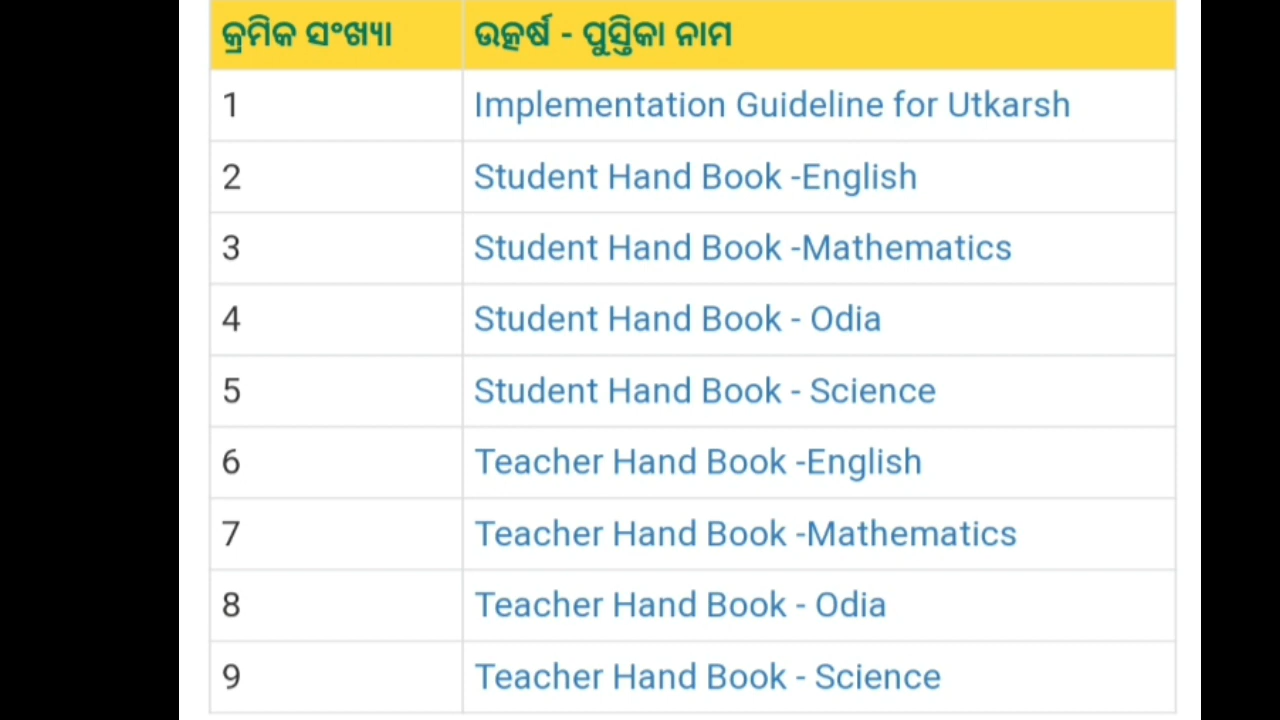 କ୍ରମିକ ସଂଖ୍ୟା ଉତ୍କର୍ଷ - ପୁସ୍ତିକା ନାମ
1 Implementation Guideline for Utkarsh
2 Student Hand Book -English
3 Student Hand Book -Mathematics
4 Student Hand Book - Odia
5 Student Hand Book - Science
6 Teacher Hand Book -English
7 Teacher Hand Book -Mathematics
8 Teacher Hand Book - Odia
9 Teacher Hand Book - Science